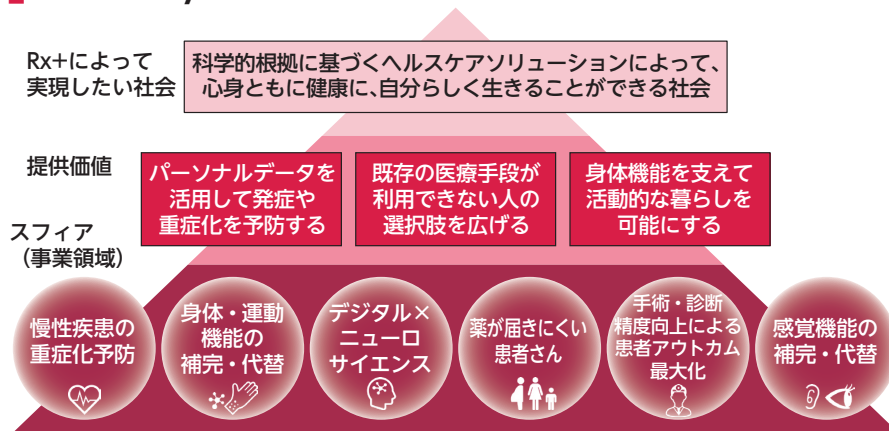 Rx+によって
実現したい社会
科学的根拠に基づくヘルスケアソリューションによって、
心身ともに健康に、自分らしく生きることができる社会
提供価値
パーソナルデータを
活用して発症や
重症化を予防する
既存の医療手段が
利用できない人の
選択肢を広げる
身体機能を支えて
活動的な暮らしを
可能にする
スフィア
（事業領域）
慢性疾患の
重症化予防
身体・運動
機能の
補完・代替
デジタル×
ニューロ
サイエンス
薬が届きにくい
患者さん
手術・診断
精度向上による
患者アウトカム
最大化
感覚機能の
補完・代替